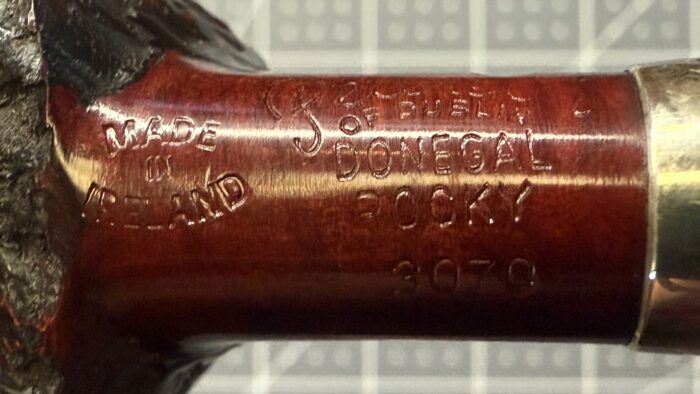 MADE
IN
IRELAND
OF DUBLIN
DONEGAL
ROCKY
3070